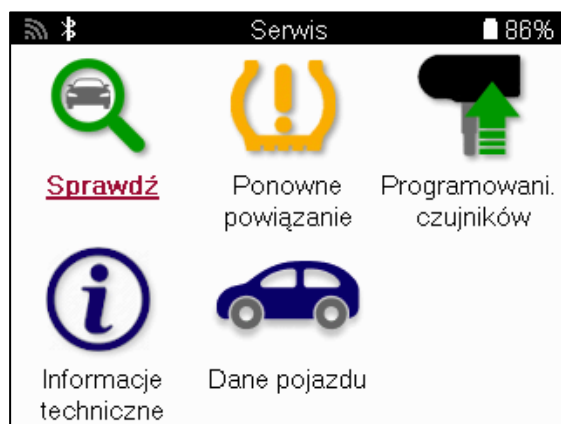 Serwis
86%
Sprawdź
Ponowne
powiązanie
Programowani.
czujników
Informacje
techniczne
Dane pojazdu